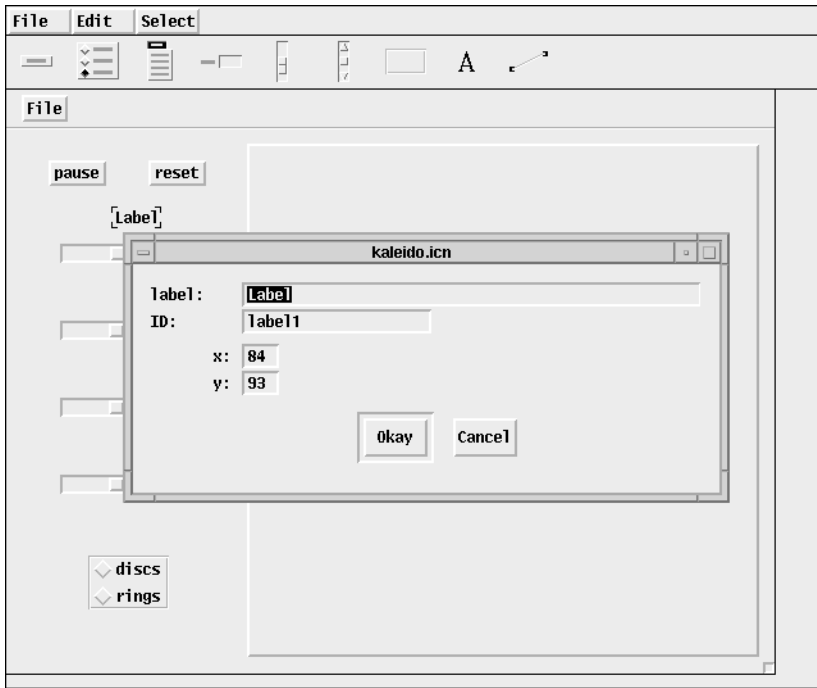 File Edit Select
A
File
pause reset
Label
kaleido.icn
label: Label
ID: label1
x: 84
y: 93
Okay Cancel
discs
rings